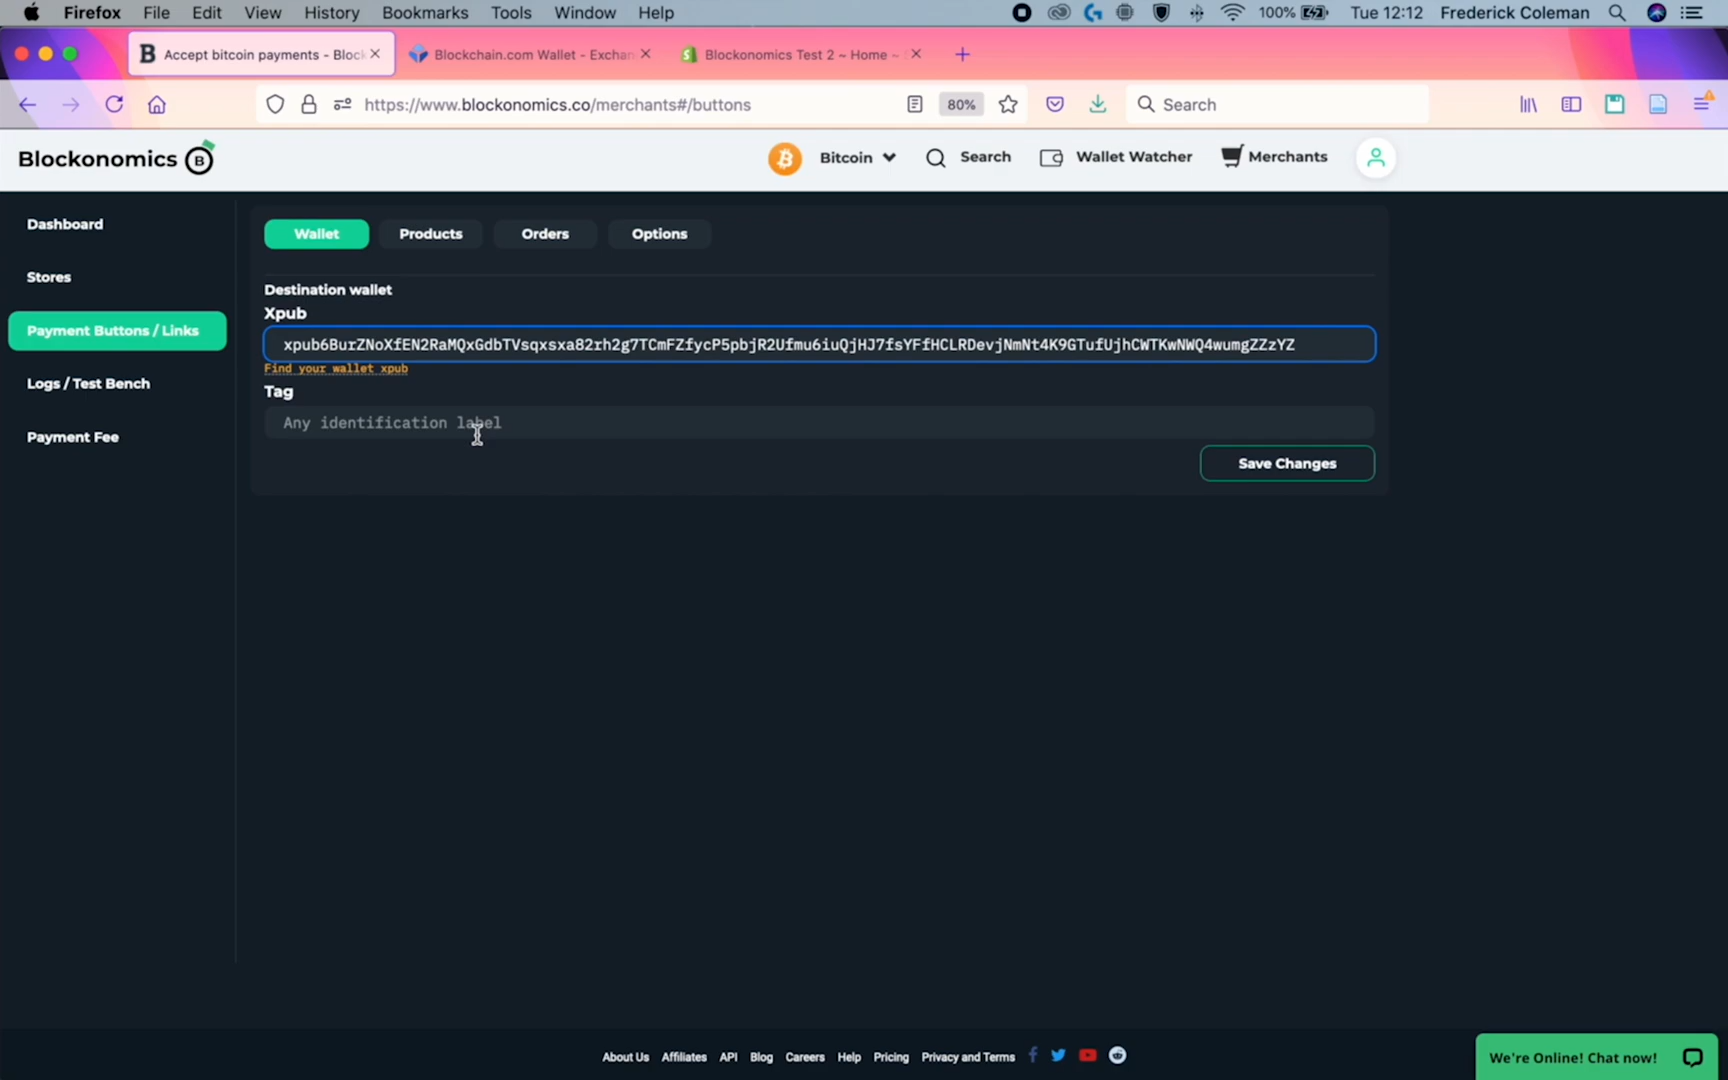 Firefox File Edit View History Bookmarks Tools Window Help 100% Tue 12:12 Frederick Coleman
Accept bitcoin payments - Block Blockchain.com Wallet - Exchan Blockonomics Test 2 ~ Home ~
https://www.blockonomics.co/merchants#/buttons 80% Search
Blockonomics B Bitcoin Search Wallet Watcher Merchants
Dashboard
Stores
Payment Buttons / Links
Logs / Test Bench
Payment Fee
Wallet Products Orders Options
Destination wallet
Xpub
xpub6BurZNoXfEN2RaMQxGdbTVsqxsxa82rh2g7TCmFZfycP5pbjR2Ufmu6iuQjHJ7fsYFfHCLRDevjNmNt4K9GTufUjhCWTKwNWQ4wumgZZzYZ
Find your wallet xpub
Tag
Any identification label
Save Changes
About Us Affiliates API Blog Careers Help Pricing Privacy and Terms
We're Online! Chat now!